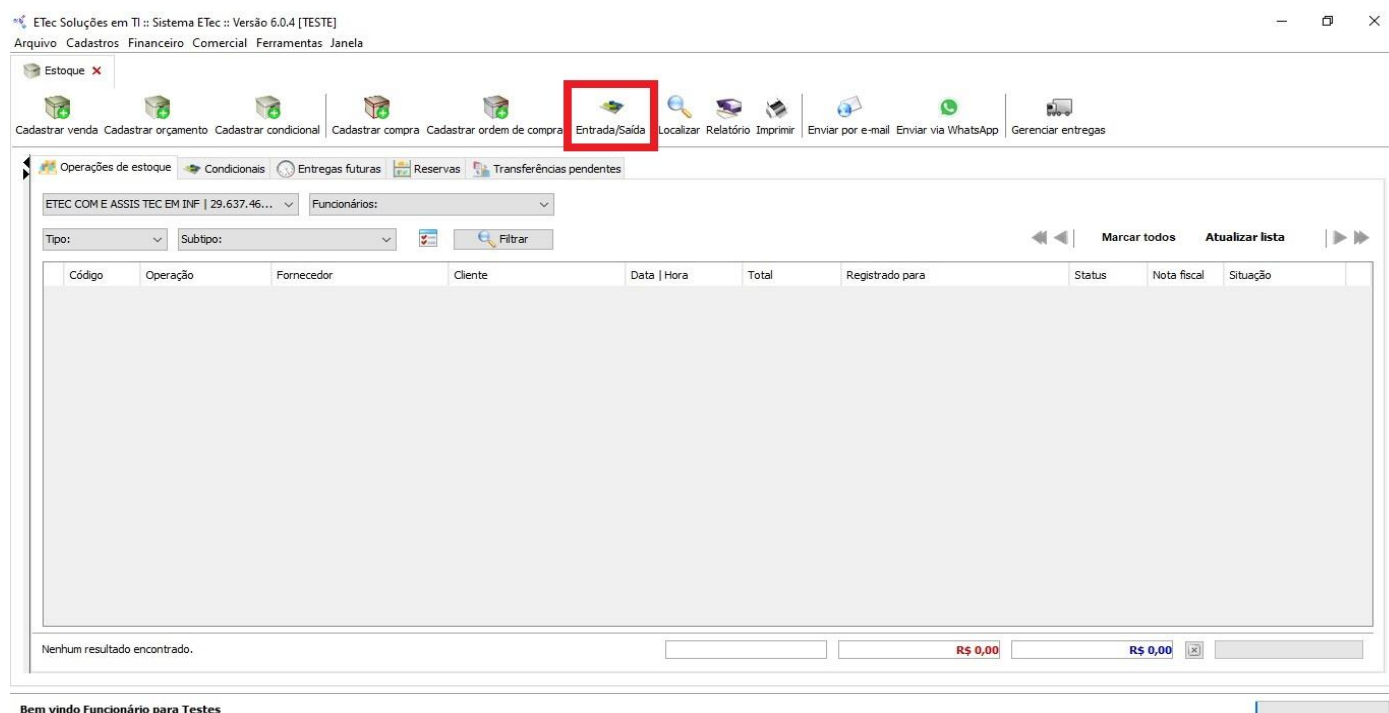 ETec Soluções em TI :: Sistema ETec :: Versão 6.0.4 [TESTE]
Arquivo Cadastros Financeiro Comercial Ferramentas Janela
Estoque
Cadastrar venda Cadastrar orçamento Cadastrar condicional Cadastrar compra Cadastrar ordem de compra Entrada/Saída Localizar Relatório Imprimir Enviar por e-mail Enviar via WhatsApp Gerenciar entregas
Operações de estoque Condicionais Entregas futuras Reservas Transferências pendentes
ETEC COM E ASSIS TEC EM INF | 29.637.46... Funcionários:
Tipo: Subtipo: Filtrar Marcar todos Atualizar lista
Código Operação Fornecedor Cliente Data | Hora Total Registrado para Status Nota fiscal Situação
Nenhum resultado encontrado. R$ 0,00 R$ 0,00
Bem vindo Funcionário para Testes